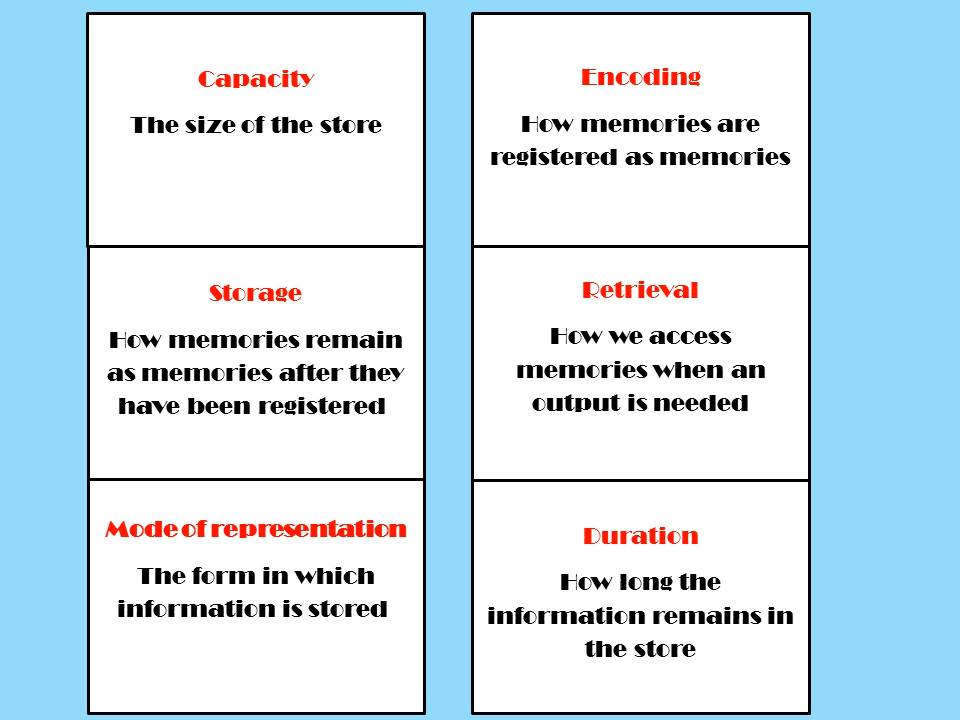 Capacity
The size of the store
Encoding
How memories are
registered as memories
Storage
How memories remain
as memories after they
have been registered
Retrieval
How we access
memories when an
output is needed
Mode of representation
The form in which
information is stored
Duration
How long the
information remains in
the store